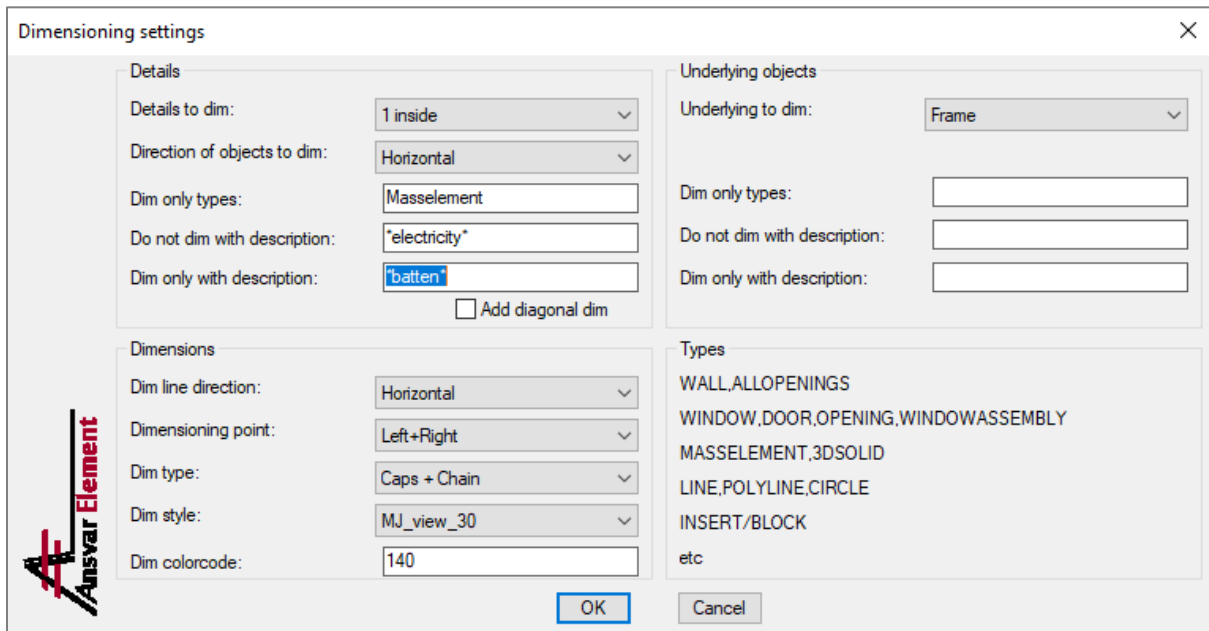 Dimensioning settings
Details
Details to dim: 1 inside
Direction of objects to dim: Horizontal
Dim only types: Masselement
Do not dim with description: *electricity*
Dim only with description: *batten*
Add diagonal dim
Underlying objects
Underlying to dim: Frame
Dim only types:
Do not dim with description:
Dim only with description:
Dimensions
Dim line direction: Horizontal
Dimensioning point: Left+Right
Dim type: Caps + Chain
Dim style: MJ_view_30
Dim colorcode: 140
Types
WALL,ALLOPENINGS
WINDOW,DOOR,OPENING,WINDOWASSEMBLY
MASSELEMENT,3DSOLID
LINE,POLYLINE,CIRCLE
INSERT/BLOCK
etc
Ansvar Element
OK Cancel